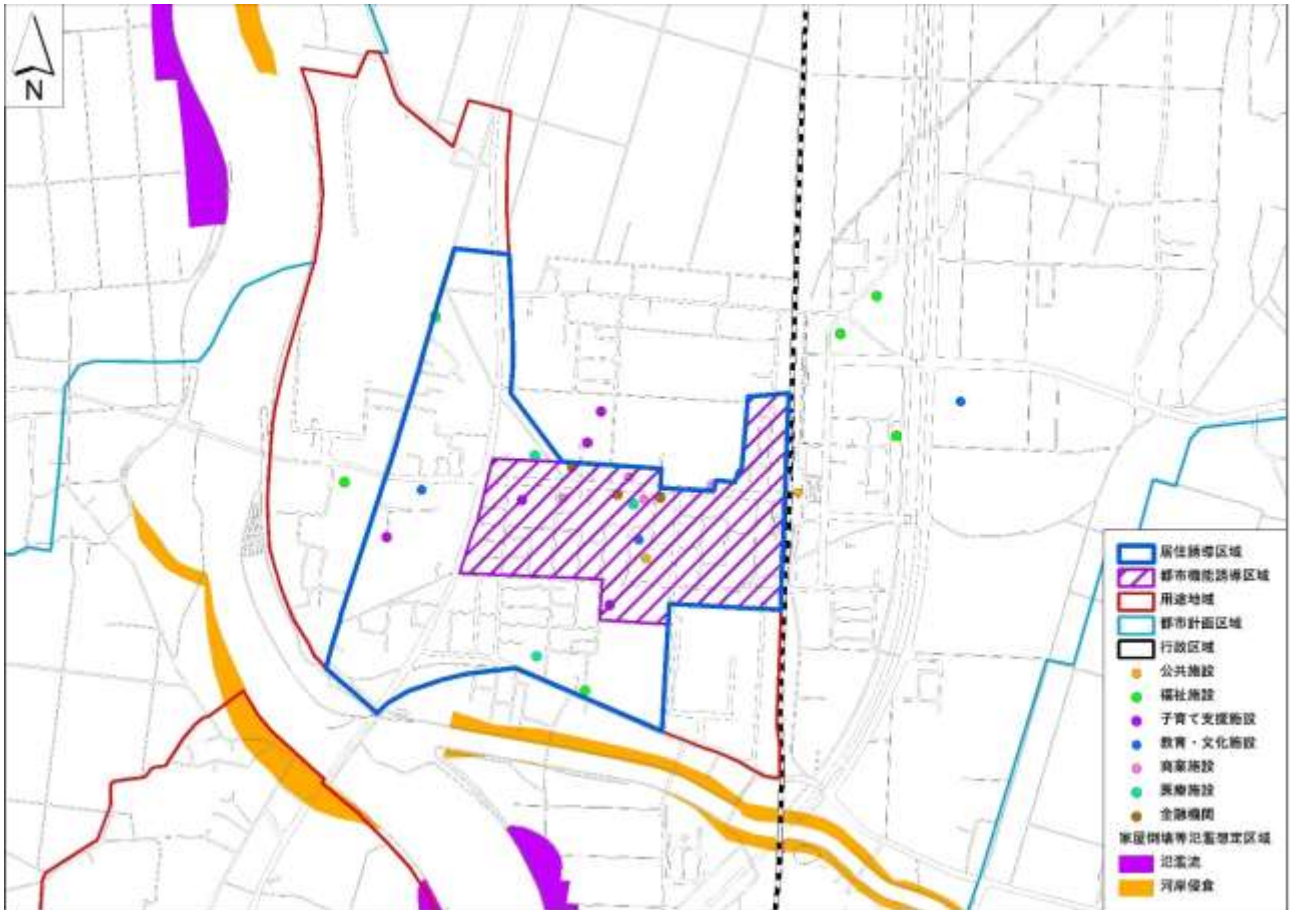 N
居住誘導区域
都市機能誘導区域
用途地域
都市計画区域
行政区域
公共施設
福祉施設
子育て支援施設
教育・文化施設
商業施設
医療施設
金融機関
家屋倒壊等氾濫想定区域
氾濫流
河岸侵食